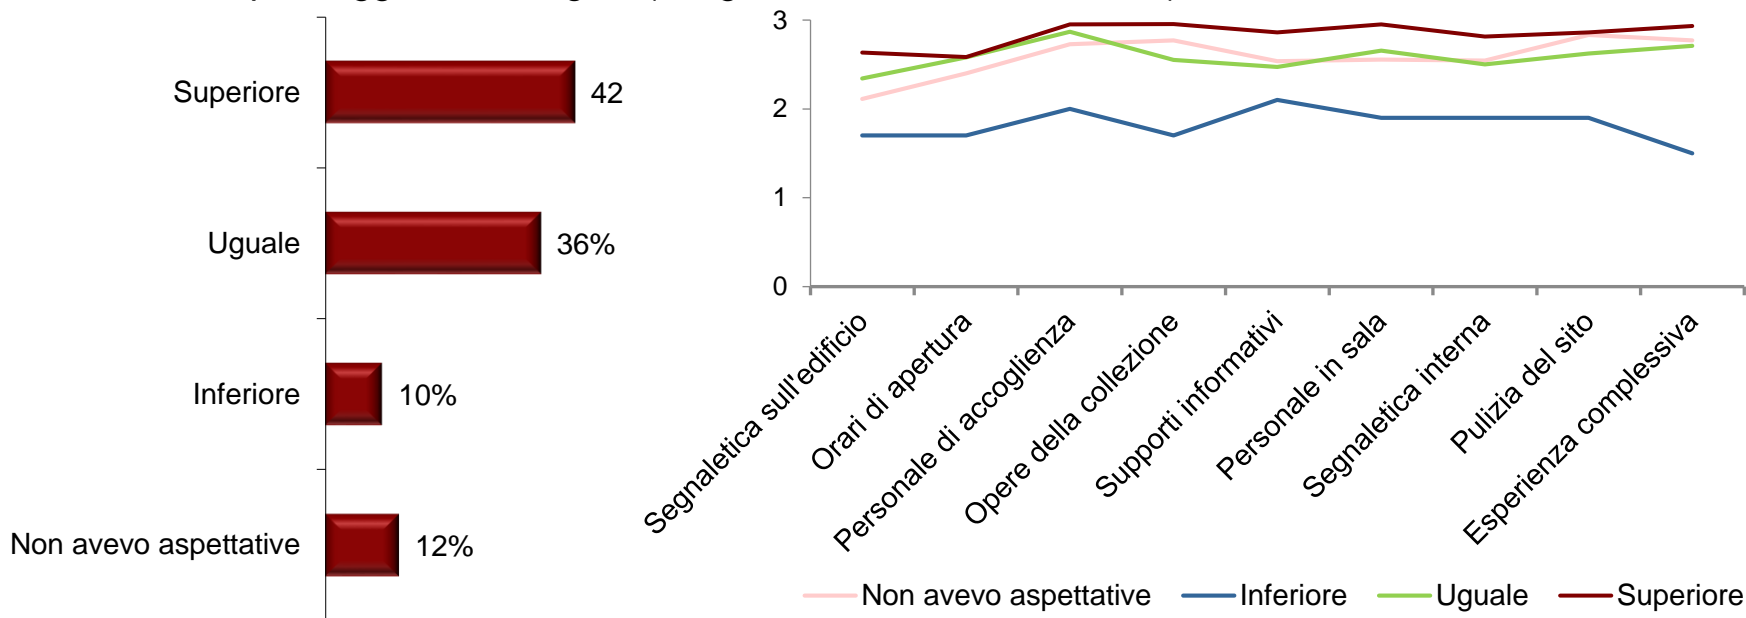 Superiore
42
Uguale
36%
Inferiore
10%
Non avevo aspettative
12%
3
2
1
0
Segnaletica sull'edificio
Orari di apertura
Personale di accoglienza
Opere della collezione
Supporti informativi
Personale in sala
Segnaletica interna
Pulizia del sito
Esperienza complessiva
Non avevo aspettative
Inferiore
Uguale
Superiore